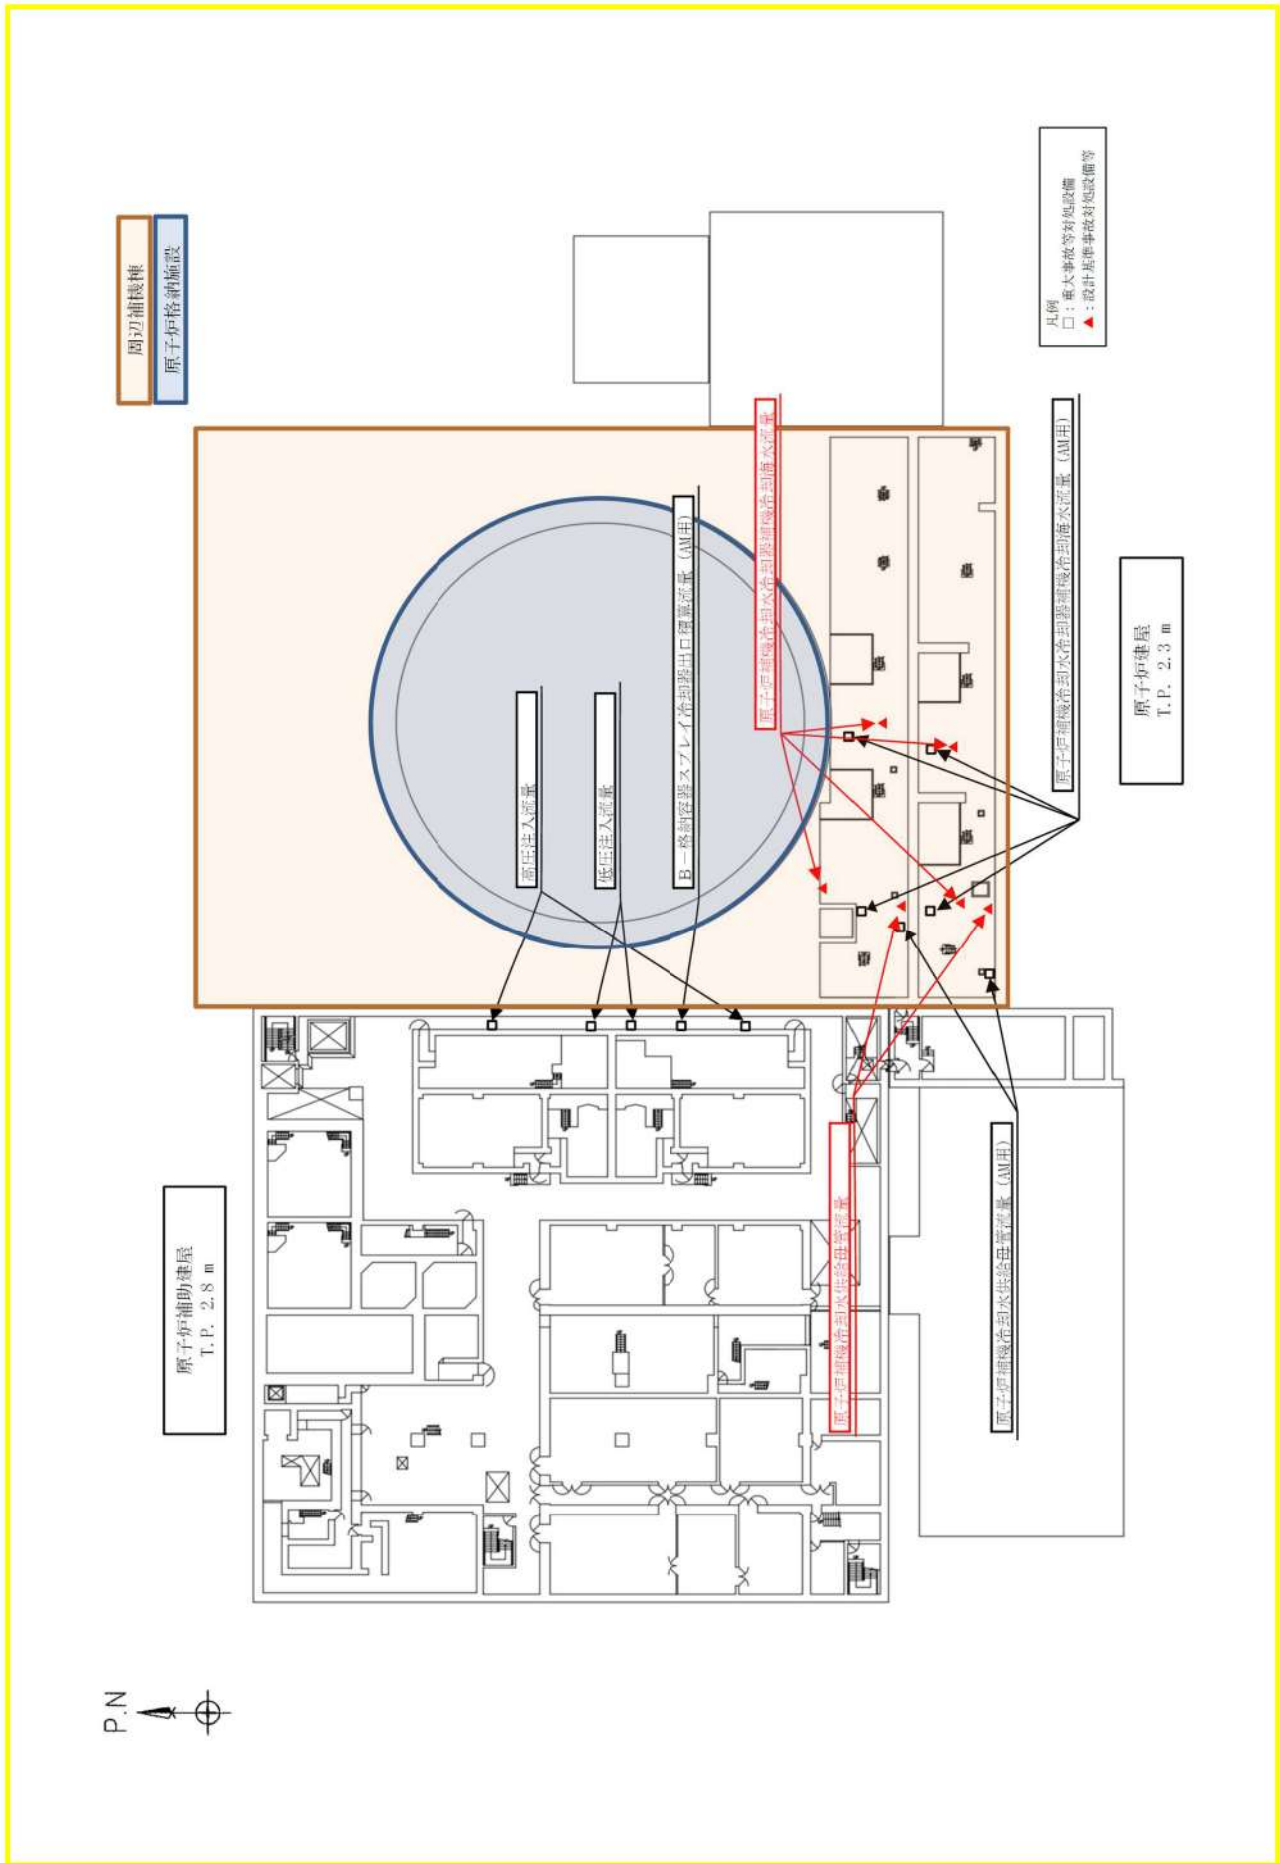 周辺補機棟
原子炉格納施設
凡例
□：重大事故等対処設備
▲：設計基準事故対処設備等
原子炉補助建屋
T.P. 2.8 m
原子炉建屋
T.P. 2.3 m
高圧注入流量
低圧注入流量
B－格納容器スプレイ冷却器出口積算流量（AM用）
原子炉補機冷却水冷却器補機冷却海水流量
原子炉補機冷却水冷却器補機冷却海水流量（AM用）
原子炉補機冷却水供給母管流量
原子炉補機冷却水供給母管流量（AM用）
P.N